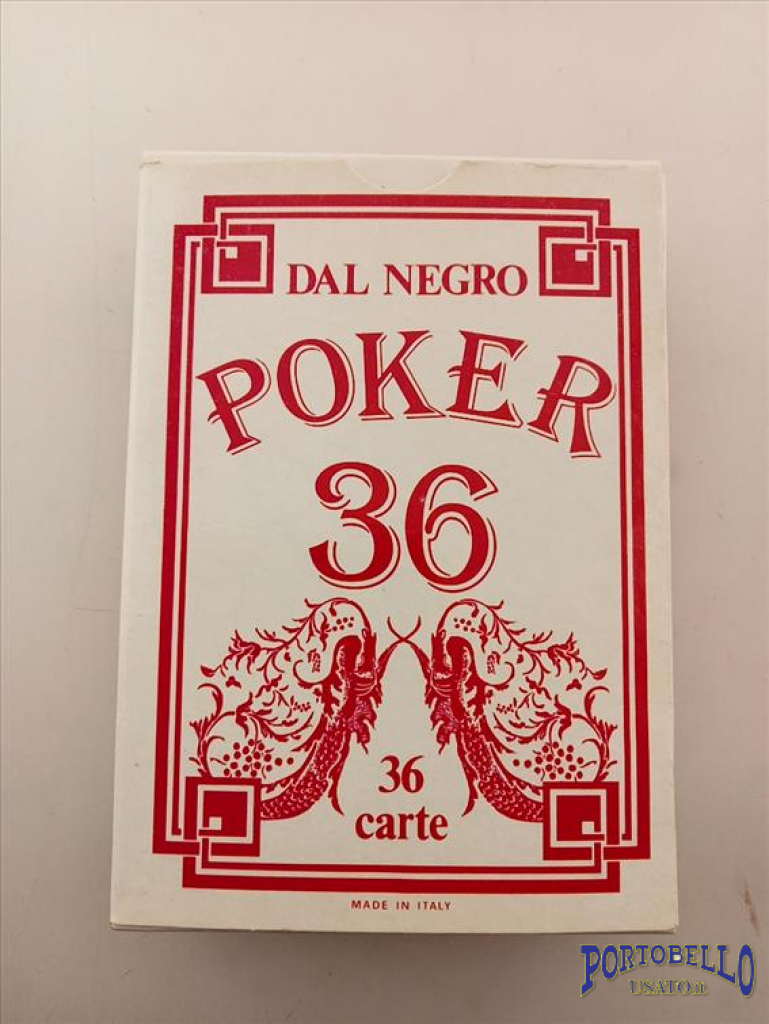 DAL NEGRO
POKER
36
36
carte
MADE IN ITALY
PORTOBELLO
USATO.it